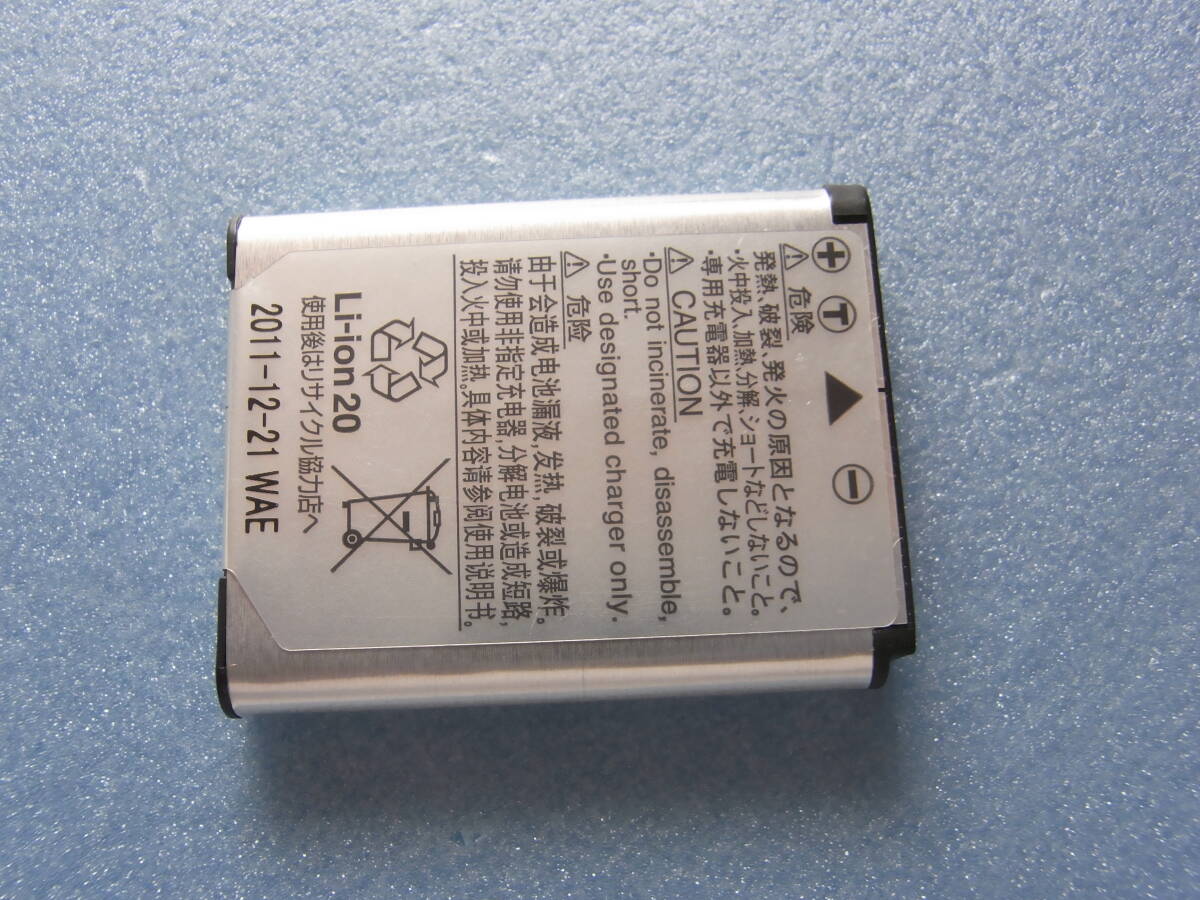 + T ▲ −
⚠ 危険
発熱、破裂、発火の原因となるので、
・火中投入、加熱、分解、ショートなどしないこと。
・専用充電器以外で充電しないこと。
⚠ CAUTION
・Do not incinerate, disassemble,
short.
・Use designated charger only.
⚠ 危险
由于会造成电池漏液,发热,破裂或爆炸。
请勿使用非指定充电器,分解电池或造成短路,
投入火中或加热。具体内容请参阅使用说明书。
Li-ion 20
使用後はリサイクル協力店へ
2011-12-21 WAE